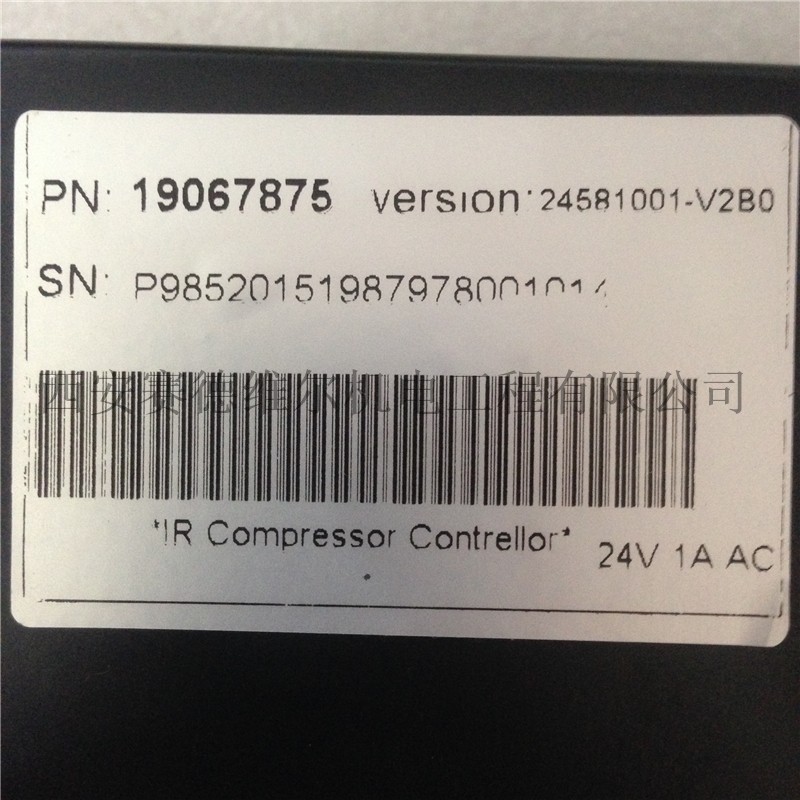 PN: 19067875 version: 24581001-V2B0
SN: P98520151987978001014
西安赛德维尔机电工程有限公司
*IR Compressor Contrellor*
24V 1A AC